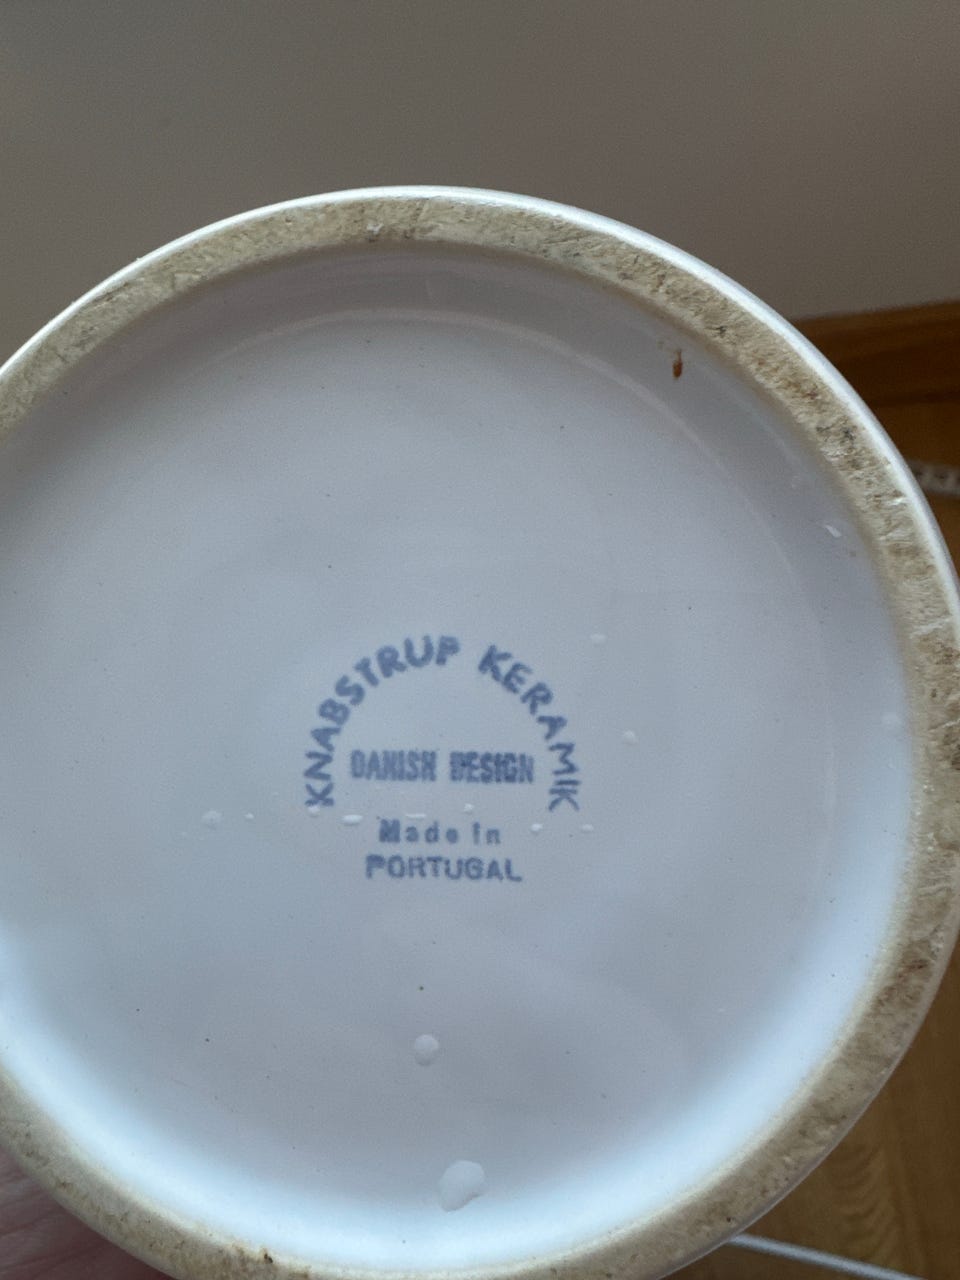 KNABSTRUP KERAMIK
DANISH DESIGN
Made in
PORTUGAL